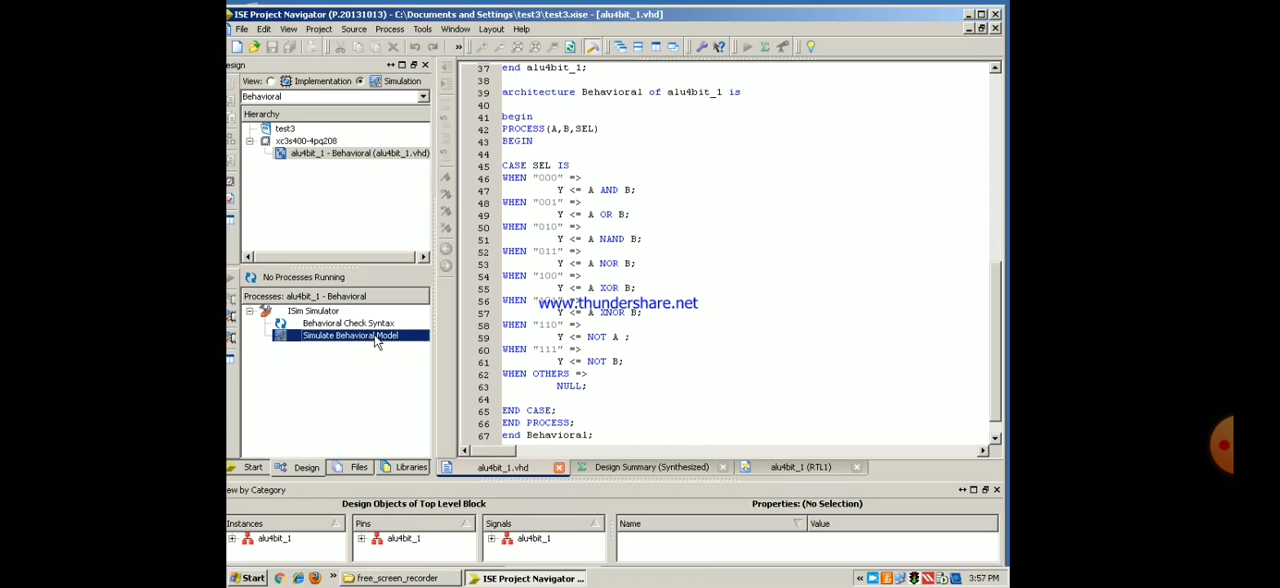 ISE Project Navigator (P.20131013) - C:\Documents and Settings\test3\test3.xise - [alu4bit_1.vhd]
File Edit View Project Source Process Tools Window Layout Help
esign
View: Implementation Simulation
Behavioral
Hierarchy
test3
xc3s400-4pq208
alu4bit_1 - Behavioral (alu4bit_1.vhd)
No Processes Running
Processes: alu4bit_1 - Behavioral
ISim Simulator
Behavioral Check Syntax
Simulate Behavioral Model
Start Design Files Libraries
37 end alu4bit_1;
38
39 architecture Behavioral of alu4bit_1 is
40
41 begin
42 PROCESS(A,B,SEL)
43 BEGIN
44
45 CASE SEL IS
46 WHEN "000" =>
47 Y <= A AND B;
48 WHEN "001" =>
49 Y <= A OR B;
50 WHEN "010" =>
51 Y <= A NAND B;
52 WHEN "011" =>
53 Y <= A NOR B;
54 WHEN "100" =>
55 Y <= A XOR B;
56 WHEN
www.thundershare.net
57 Y <= A XNOR B;
58 WHEN "110" =>
59 Y <= NOT A ;
60 WHEN "111" =>
61 Y <= NOT B;
62 WHEN OTHERS =>
63 NULL;
64
65 END CASE;
66 END PROCESS;
67 end Behavioral;
alu4bit_1.vhd Design Summary (Synthesized) alu4bit_1 (RTL1)
ew by Category
Design Objects of Top Level Block Properties: (No Selection)
Instances Pins Signals Name Value
alu4bit_1 alu4bit_1 alu4bit_1
Start free_screen_recorder ISE Project Navigator ... 3:57 PM